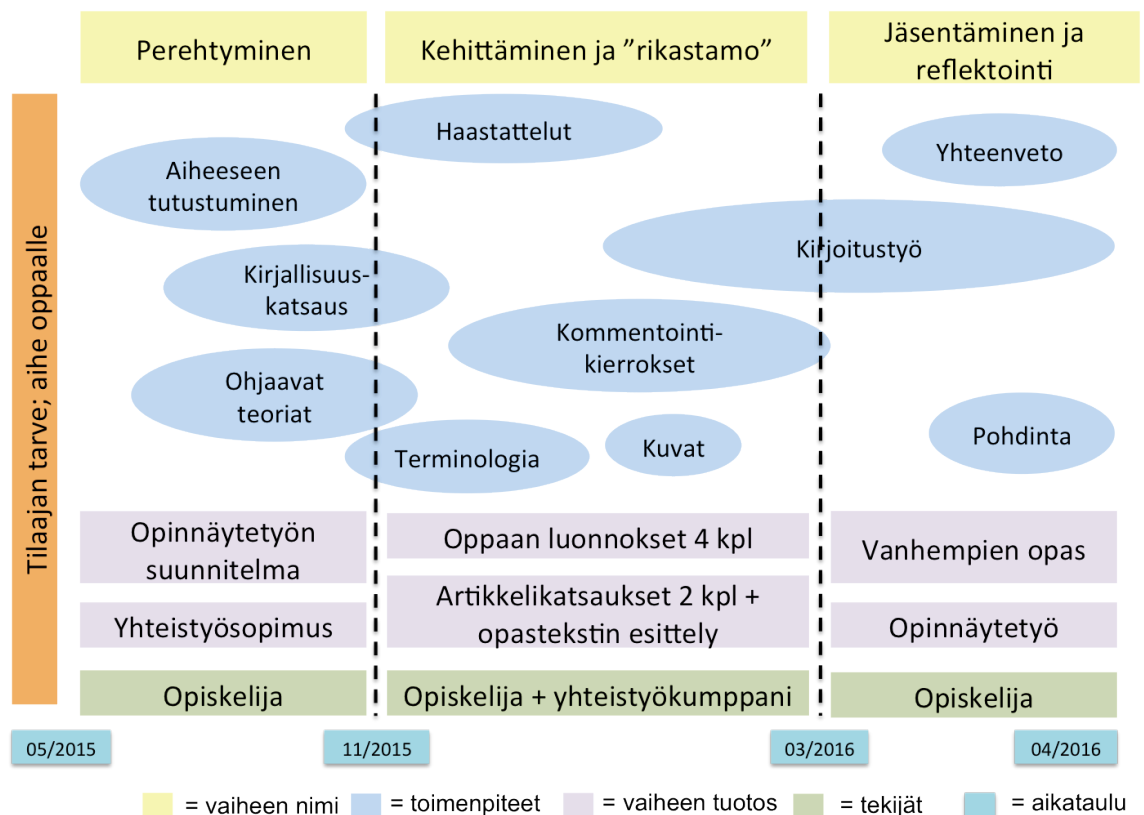 Perehtyminen
Kehittäminen ja ”rikastamo”
Jäsentäminen ja
reflektointi
Tilaajan tarve; aihe oppaalle
Haastattelut
Yhteenveto
Aiheeseen
tutustuminen
Kirjoitustyö
Kirjallisuus-
katsaus
Kommentointi-
kierrokset
Ohjaavat
teoriat
Terminologia
Kuvat
Pohdinta
Opinnäytetyön
suunnitelma
Oppaan luonnokset 4 kpl
Vanhempien opas
Yhteistyösopimus
Artikkelikatsaukset 2 kpl +
opastekstin esittely
Opinnäytetyö
Opiskelija
Opiskelija + yhteistyökumppani
Opiskelija
05/2015
11/2015
03/2016
04/2016
= vaiheen nimi
= toimenpiteet
= vaiheen tuotos
= tekijät
= aikataulu